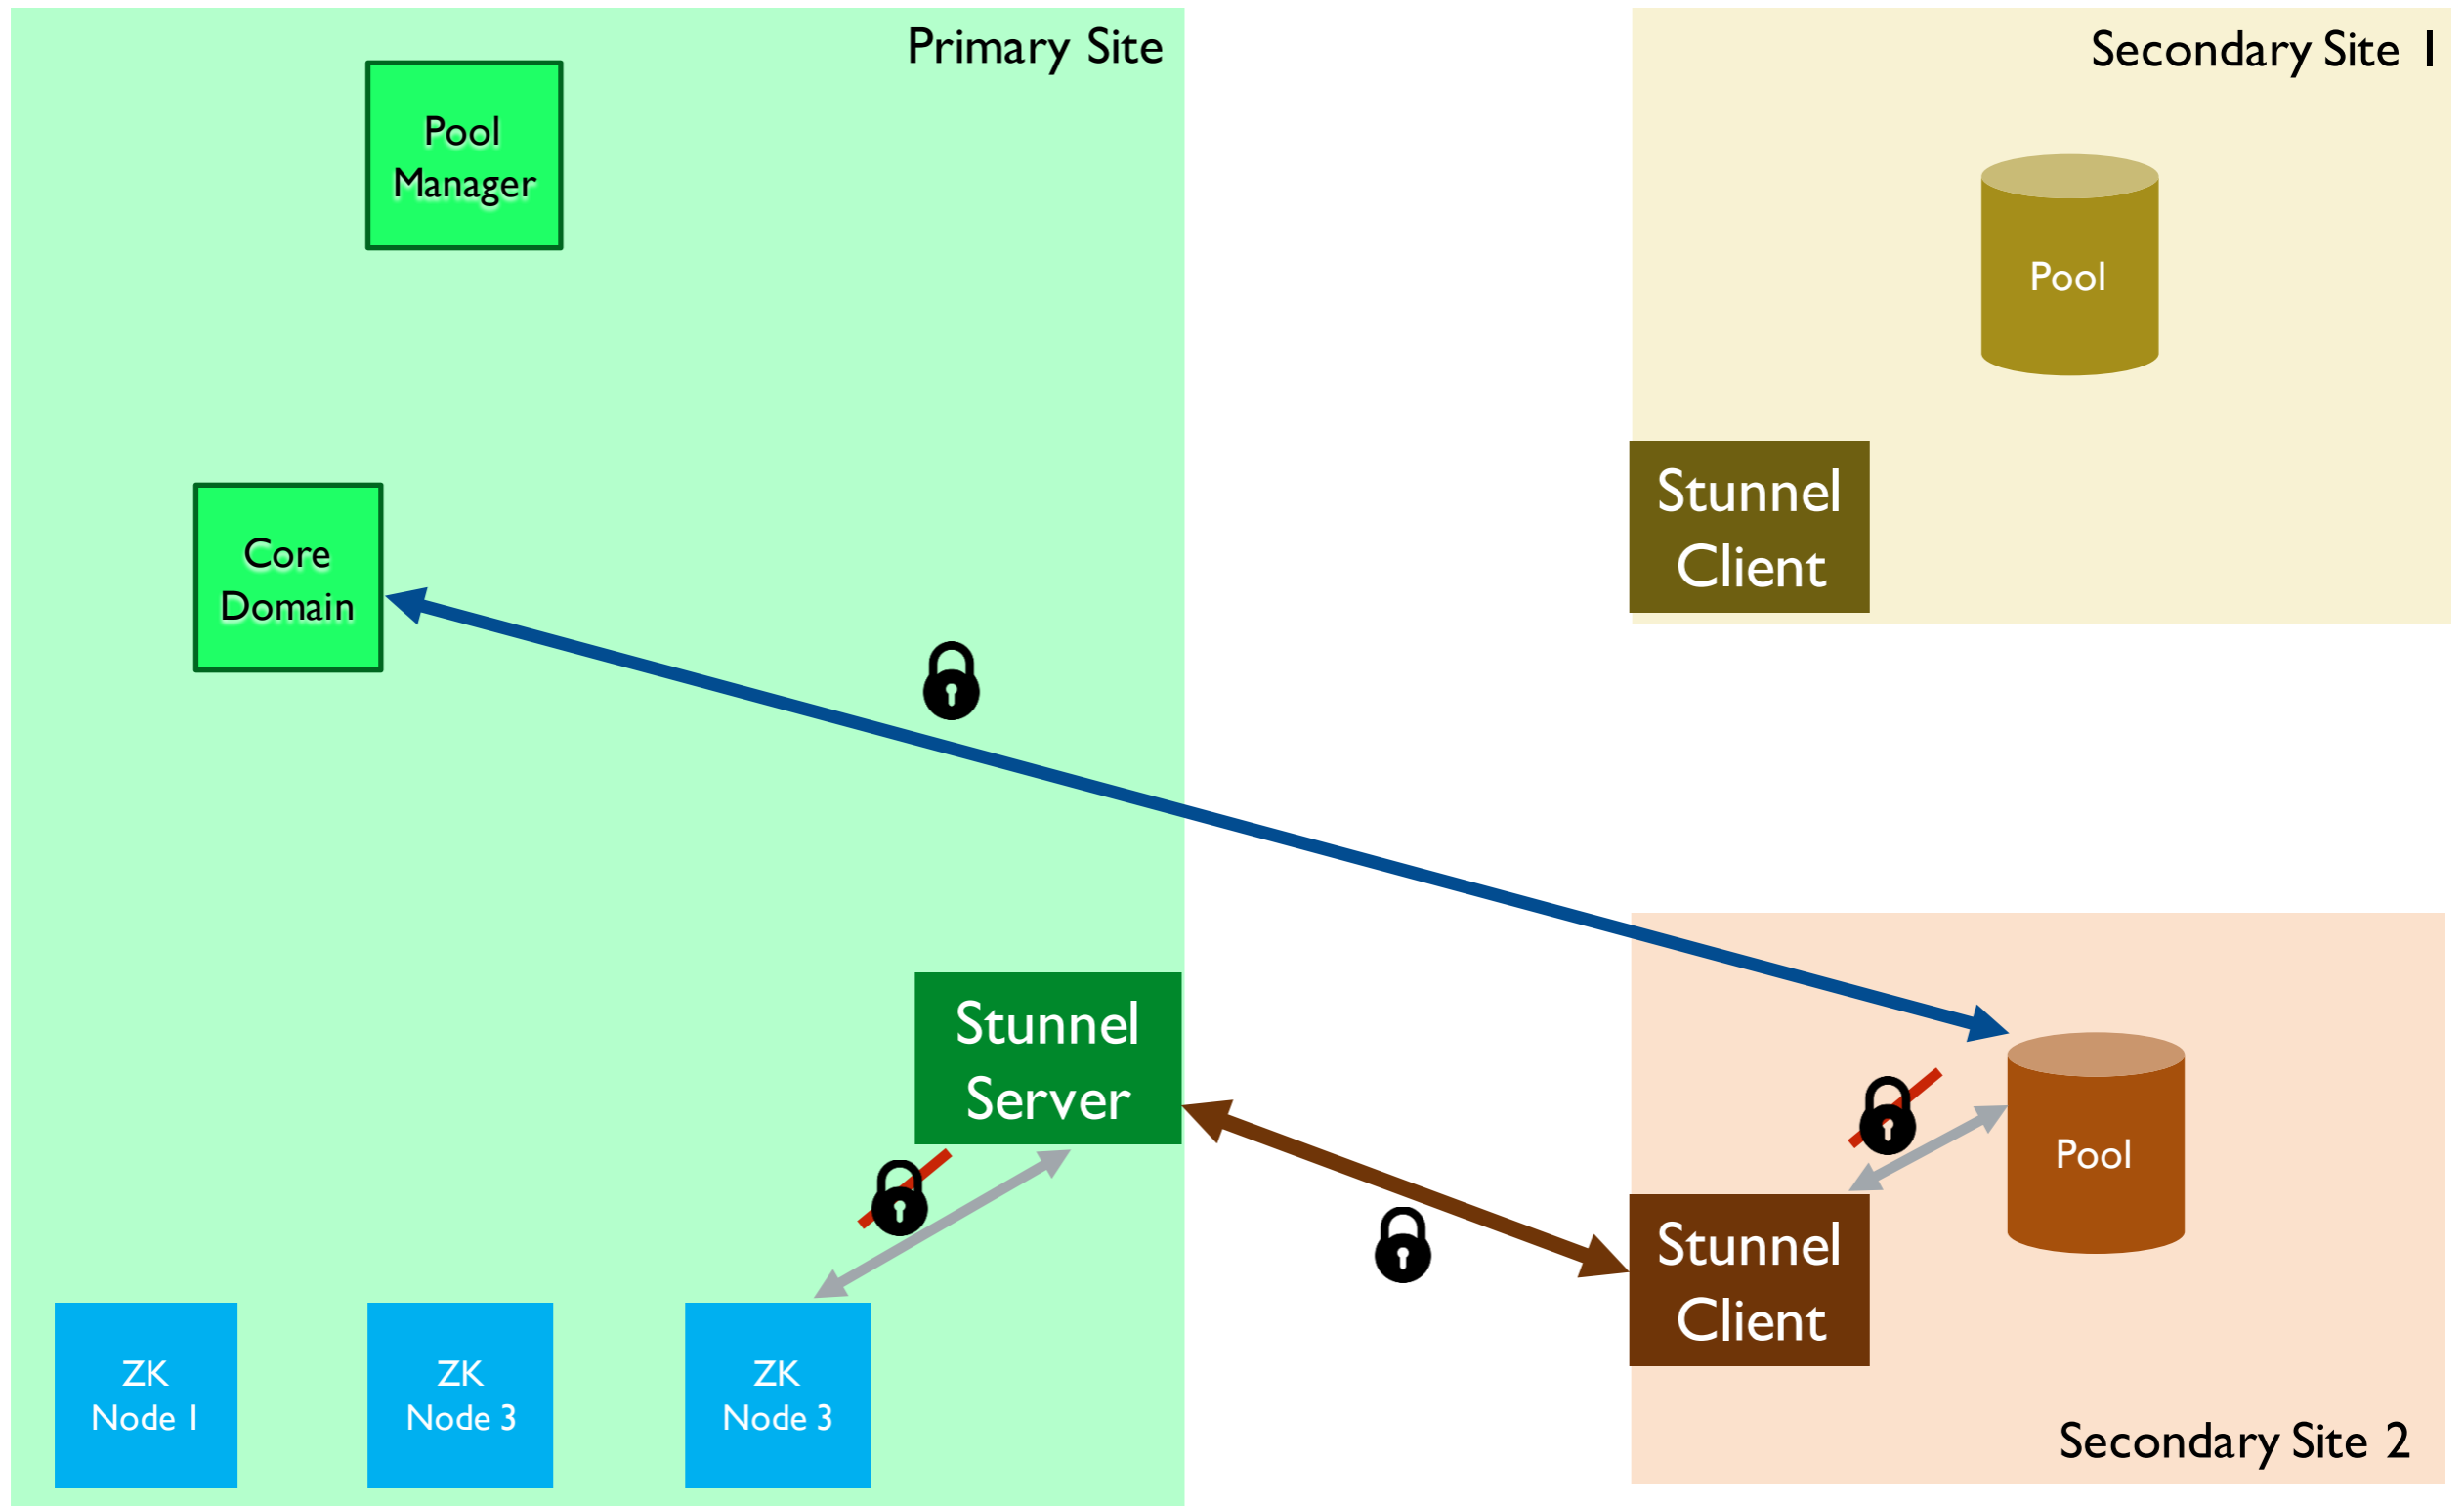 Primary Site
Secondary Site 1
Pool
Manager
Pool
Stunnel
Client
Core
Domain
Stunnel
Server
Pool
Stunnel
Client
ZK
Node 1
ZK
Node 3
ZK
Node 3
Secondary Site 2